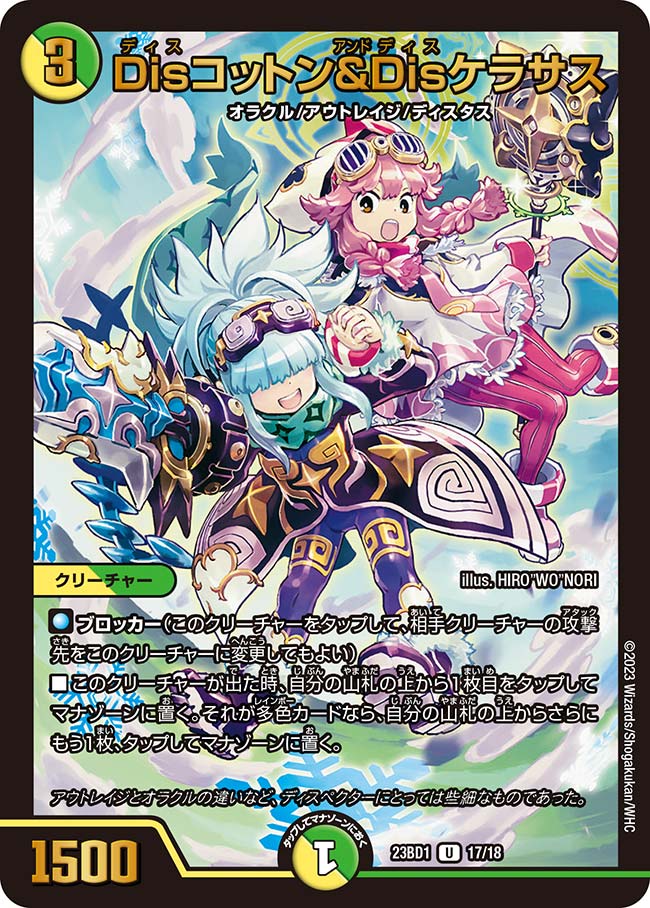 3
ディス アンド ディス
Disコットン&Disケラサス
オラクル/アウトレイジ/ディスタス
クリーチャー
illus. HIRO"WO"NORI
ブロッカー(このクリーチャーをタップして、相手クリーチャーの攻撃
先をこのクリーチャーに変更してもよい)
■このクリーチャーが出た時、自分の山札の上から1枚目をタップして
マナゾーンに置く。それが多色カードなら、自分の山札の上からさらに
もう1枚、タップしてマナゾーンに置く。
アウトレイジとオラクルの違いなど、ディスペクターにとっては些細なものであった。
©2023 Wizards/Shogakukan/WHC
タップしてマナゾーンにおく
1500
1
23BD1 U 17/18